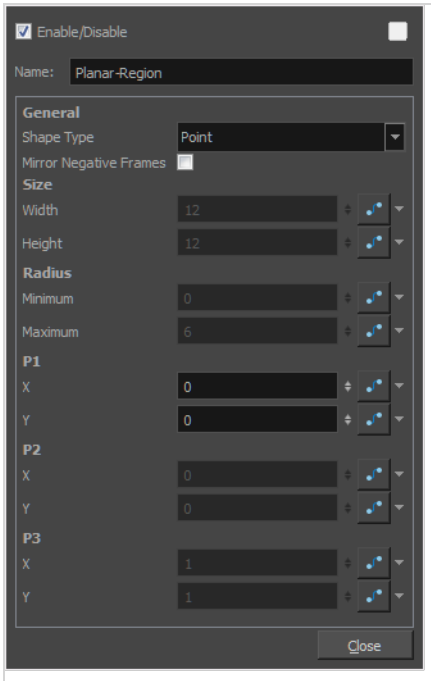 Enable/Disable
Name: Planar-Region
General
Shape Type Point
Mirror Negative Frames
Size
Width 12
Height 12
Radius
Minimum 0
Maximum 6
P1
X 0
Y 0
P2
X 0
Y 0
P3
X 1
Y 1
Close